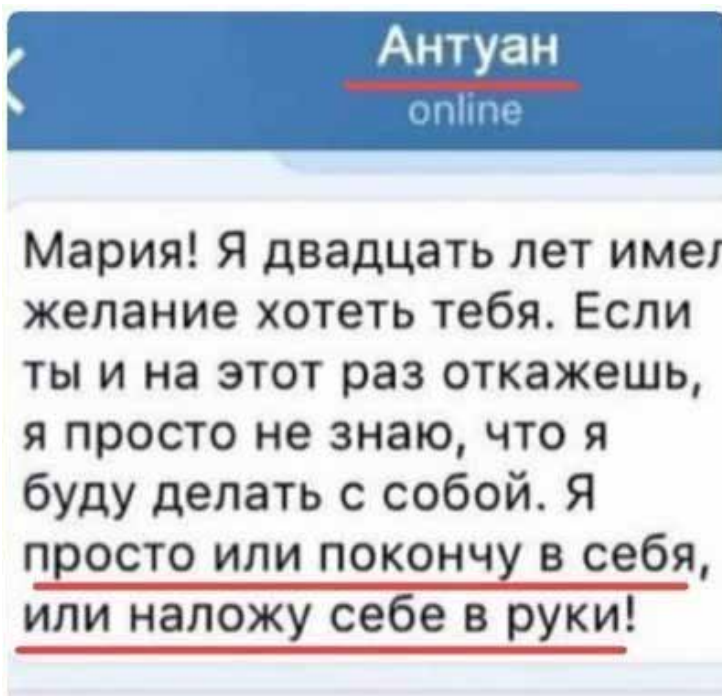 Антуан
online
Мария! Я двадцать лет имел
желание хотеть тебя. Если
ты и на этот раз откажешь,
я просто не знаю, что я
буду делать с собой. Я
просто или покончу в себя,
или наложу себе в руки!